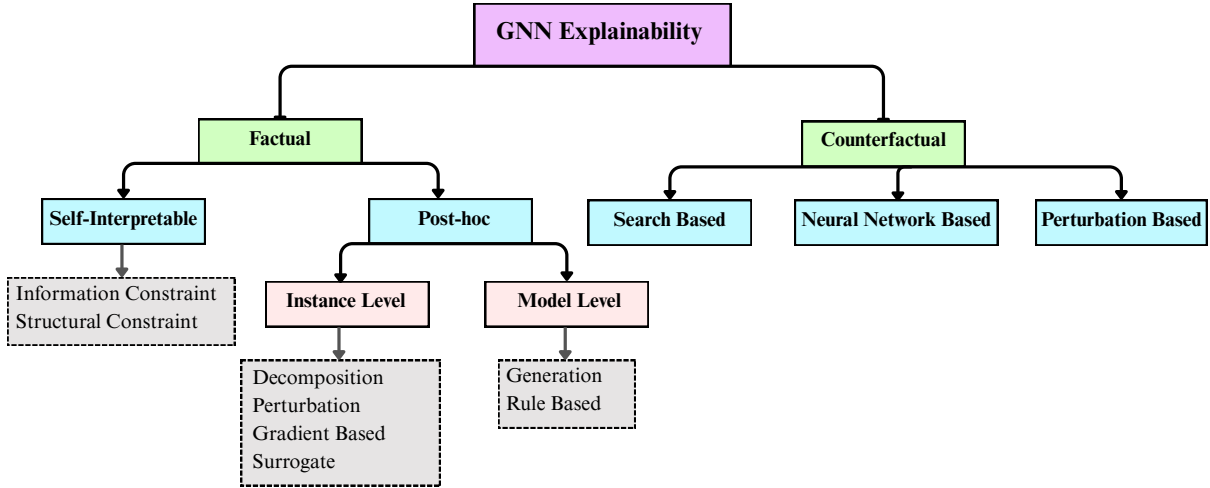 GNN Explainability
Factual
Counterfactual
Self-Interpretable
Post-hoc
Search Based
Neural Network Based
Perturbation Based
Information Constraint
Structural Constraint
Instance Level
Model Level
Decomposition
Perturbation
Gradient Based
Surrogate
Generation
Rule Based